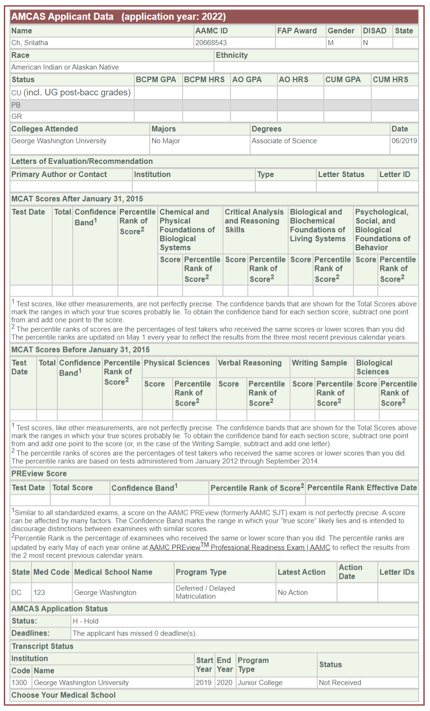 AMCAS Applicant Data (application year: 2022)
Name AAMC ID FAP Award Gender DISAD State
Ch, Srilatha 20668543 M N
Race Ethnicity
American Indian or Alaskan Native
Status BCPM GPA BCPM HRS AO GPA AO HRS CUM GPA CUM HRS
CU (incl. UG post-bacc grades)
PB
GR
Colleges Attended Majors Degrees Date
George Washington University No Major Associate of Science 06/2019
Letters of Evaluation/Recommendation
Primary Author or Contact Institution Type Letter Status Letter ID
MCAT Scores After January 31, 2015
Test Date Total Confidence Band1 Percentile Rank of Score2 Chemical and Physical Foundations of Biological Systems Critical Analysis and Reasoning Skills Biological and Biochemical Foundations of Living Systems Psychological, Social, and Biological Foundations of Behavior
Score Percentile Rank of Score2 Score Percentile Rank of Score2 Score Percentile Rank of Score2 Score Percentile Rank of Score2
1 Test scores, like other measurements, are not perfectly precise. The confidence bands that are shown for the Total Scores above
mark the ranges in which your true scores probably lie. To obtain the confidence band for each section score, subtract one point
from and add one point to the score.
2 The percentile ranks of scores are the percentages of test takers who received the same scores or lower scores than you did.
The percentile ranks are updated on May 1 every year to reflect the results from the three most recent previous calendar years.
MCAT Scores Before January 31, 2015
Test Date Total Confidence Band1 Percentile Rank of Score2 Physical Sciences Verbal Reasoning Writing Sample Biological Sciences
Score Percentile Rank of Score2 Score Percentile Rank of Score2 Score Percentile Rank of Score2 Score Percentile Rank of Score2
1 Test scores, like other measurements, are not perfectly precise. The confidence bands that are shown for the Total Scores above
mark the ranges in which your true scores probably lie. To obtain the confidence band for each section score, subtract one point
from and add one point to the score (or, in the case of the Writing Sample, subtract and add one letter).
2 The percentile ranks of scores are the percentages of test takers who received the same scores or lower scores than you did.
The percentile ranks are based on tests administered from January 2012 through September 2014.
PREview Score
Test Date Total Score Confidence Band1 Percentile Rank of Score2 Percentile Rank Effective Date
1Similar to all standardized exams, a score on the AAMC PREview (formerly AAMC SJT) exam is not perfectly precise. A score
can be affected by many factors. The Confidence Band marks the range in which your "true score" likely lies and is intended to
discourage distinctions between examinees with similar scores.
2Percentile Rank is the percentage of examinees who received the same or lower score than you did. The percentile ranks are
updated by early May of each year online at AAMC PREview™ Professional Readiness Exam | AAMC to reflect the results from
the 2 most recent previous calendar years.
State Med Code Medical School Name Program Type Latest Action Action Date Letter IDs
DC 123 George Washington Deferred / Delayed Matriculation No Action
AMCAS Application Status
Status: H - Hold
Deadlines: The applicant has missed 0 deadline(s).
Transcript Status
Institution Start Year End Year Program Type Status
Code Name
1300 George Washington University 2019 2020 Junior College Not Received
Choose Your Medical School